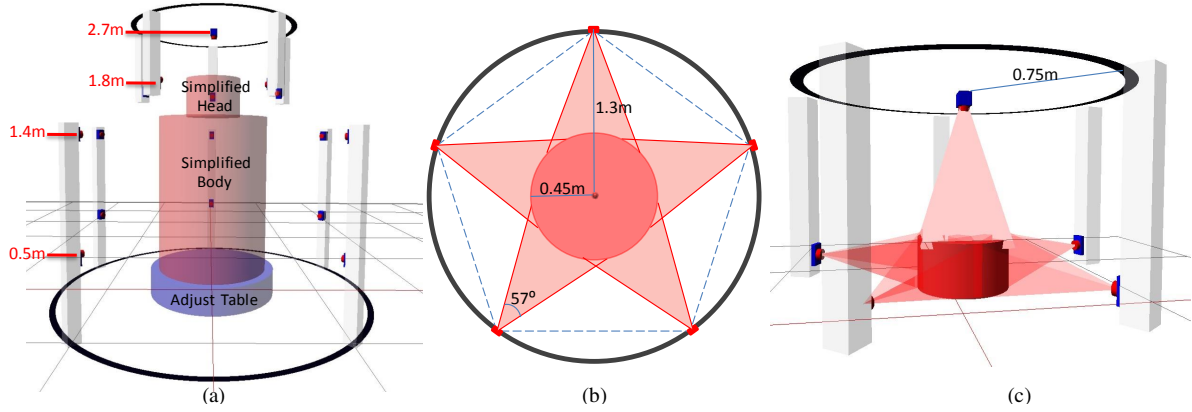 2.7m
1.8m
Simplified
Head
1.4m
Simplified
Body
0.5m
Adjust Table
(a)
1.3m
0.45m
57⁰
(b)
0.75m
(c)